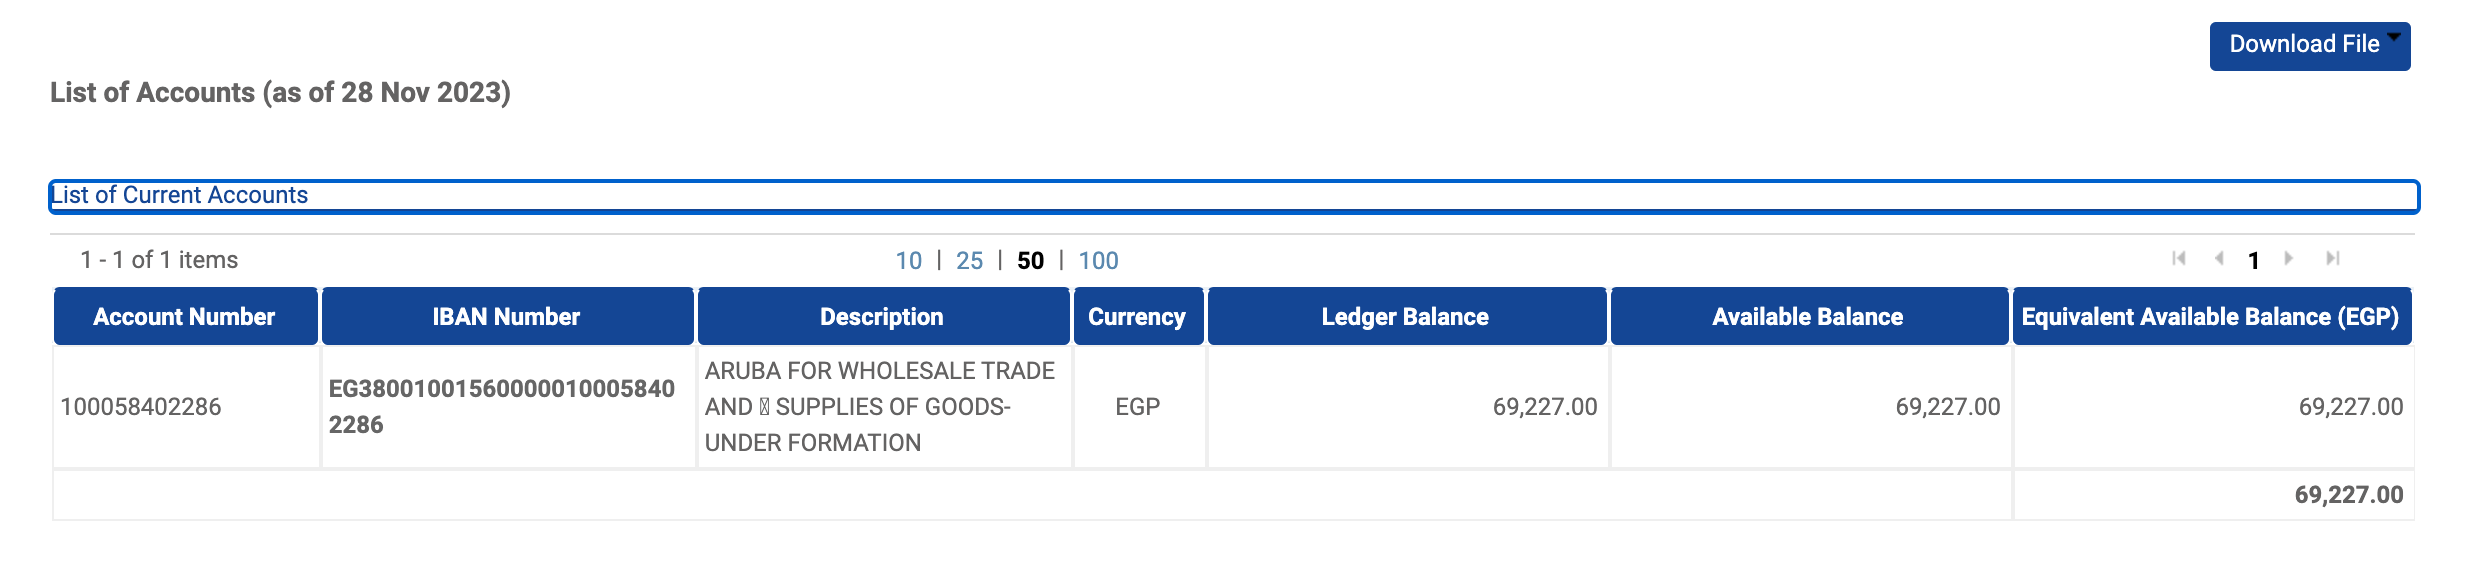 Download File
List of Accounts (as of 28 Nov 2023)
List of Current Accounts
1 - 1 of 1 items 10 | 25 | 50 | 100 1
Account Number IBAN Number Description Currency Ledger Balance Available Balance Equivalent Available Balance (EGP)
100058402286 EG380010015600000100058402286 ARUBA FOR WHOLESALE TRADE
AND SUPPLIES OF GOODS-
UNDER FORMATION EGP 69,227.00 69,227.00 69,227.00
69,227.00